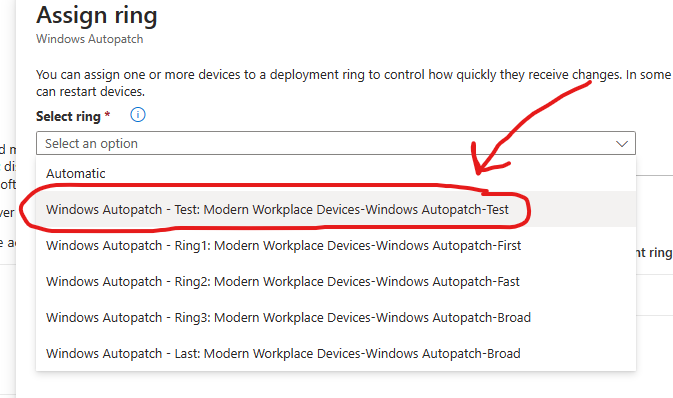 Assign ring
Windows Autopatch
You can assign one or more devices to a deployment ring to control how quickly they receive changes. In some
can restart devices.
Select ring *
Select an option
Automatic
Windows Autopatch - Test: Modern Workplace Devices-Windows Autopatch-Test
Windows Autopatch - Ring1: Modern Workplace Devices-Windows Autopatch-First
Windows Autopatch - Ring2: Modern Workplace Devices-Windows Autopatch-Fast
Windows Autopatch - Ring3: Modern Workplace Devices-Windows Autopatch-Broad
Windows Autopatch - Last: Modern Workplace Devices-Windows Autopatch-Broad
ring